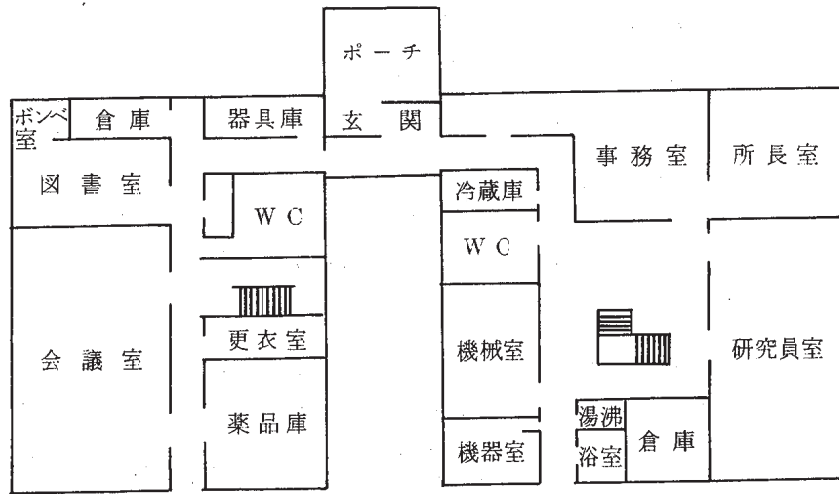 ポーチ
ボンベ室
倉庫
器具庫
玄関
事務室
所長室
図書室
WC
冷蔵庫
WC
会議室
更衣室
機械室
研究員室
薬品庫
湯沸
機器室
浴室
倉庫